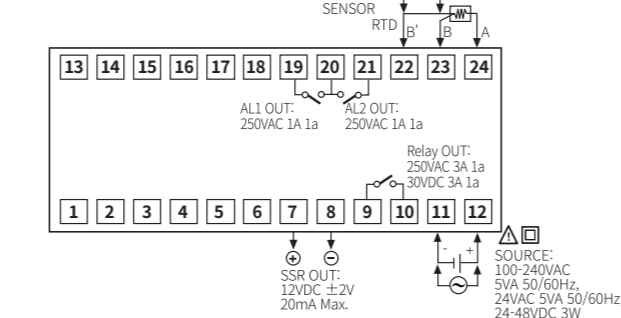 SENSOR
RTD
B' B A
13 14 15 16 17 18 19 20 21 22 23 24
AL1 OUT: AL2 OUT:
250VAC 1A 1a 250VAC 1A 1a
Relay OUT:
250VAC 3A 1a
30VDC 3A 1a
1 2 3 4 5 6 7 8 9 10 11 12
- +
+ −
SSR OUT:
12VDC ±2V
20mA Max.
SOURCE:
100-240VAC
5VA 50/60Hz,
24VAC 5VA 50/60Hz
24-48VDC 3W